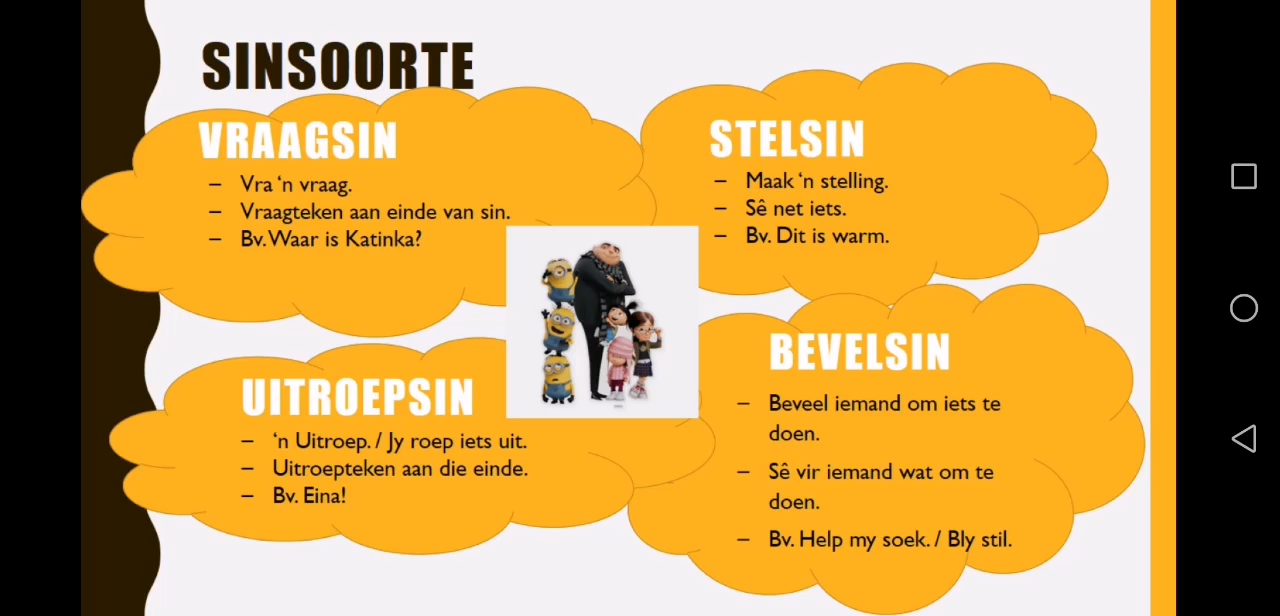 SINSOORTE
VRAAGSIN
– Vra ‘n vraag.
– Vraagteken aan einde van sin.
– Bv. Waar is Katinka?
STELSIN
– Maak ‘n stelling.
– Sê net iets.
– Bv. Dit is warm.
UITROEPSIN
– ‘n Uitroep. / Jy roep iets uit.
– Uitroepteken aan die einde.
– Bv. Eina!
BEVELSIN
– Beveel iemand om iets te
doen.
– Sê vir iemand wat om te
doen.
– Bv. Help my soek. / Bly stil.